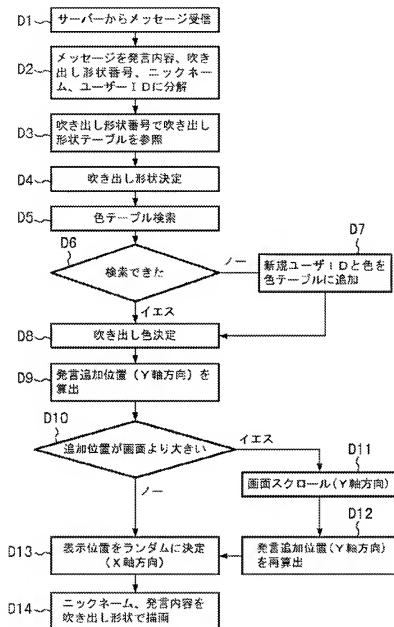 D1
サーバーからメッセージ受信
D2
メッセージを発言内容、吹き
出し形状番号、ニックネー
ム、ユーザーIDに分解
D3
吹き出し形状番号で吹き出し
形状テーブルを参照
D4
吹き出し形状決定
D5
色テーブル検索
D6
検索できた
ノー
D7
新規ユーザIDと色を
色テーブルに追加
イエス
D8
吹き出し色決定
D9
発言追加位置(Y軸方向)を
算出
D10
追加位置が画面より大きい
イエス
D11
画面スクロール(Y軸方向)
ノー
D12
発言追加位置(Y軸方向)
を再算出
D13
表示位置をランダムに決定
(X軸方向)
D14
ニックネーム、発言内容を
吹き出し形状で描画